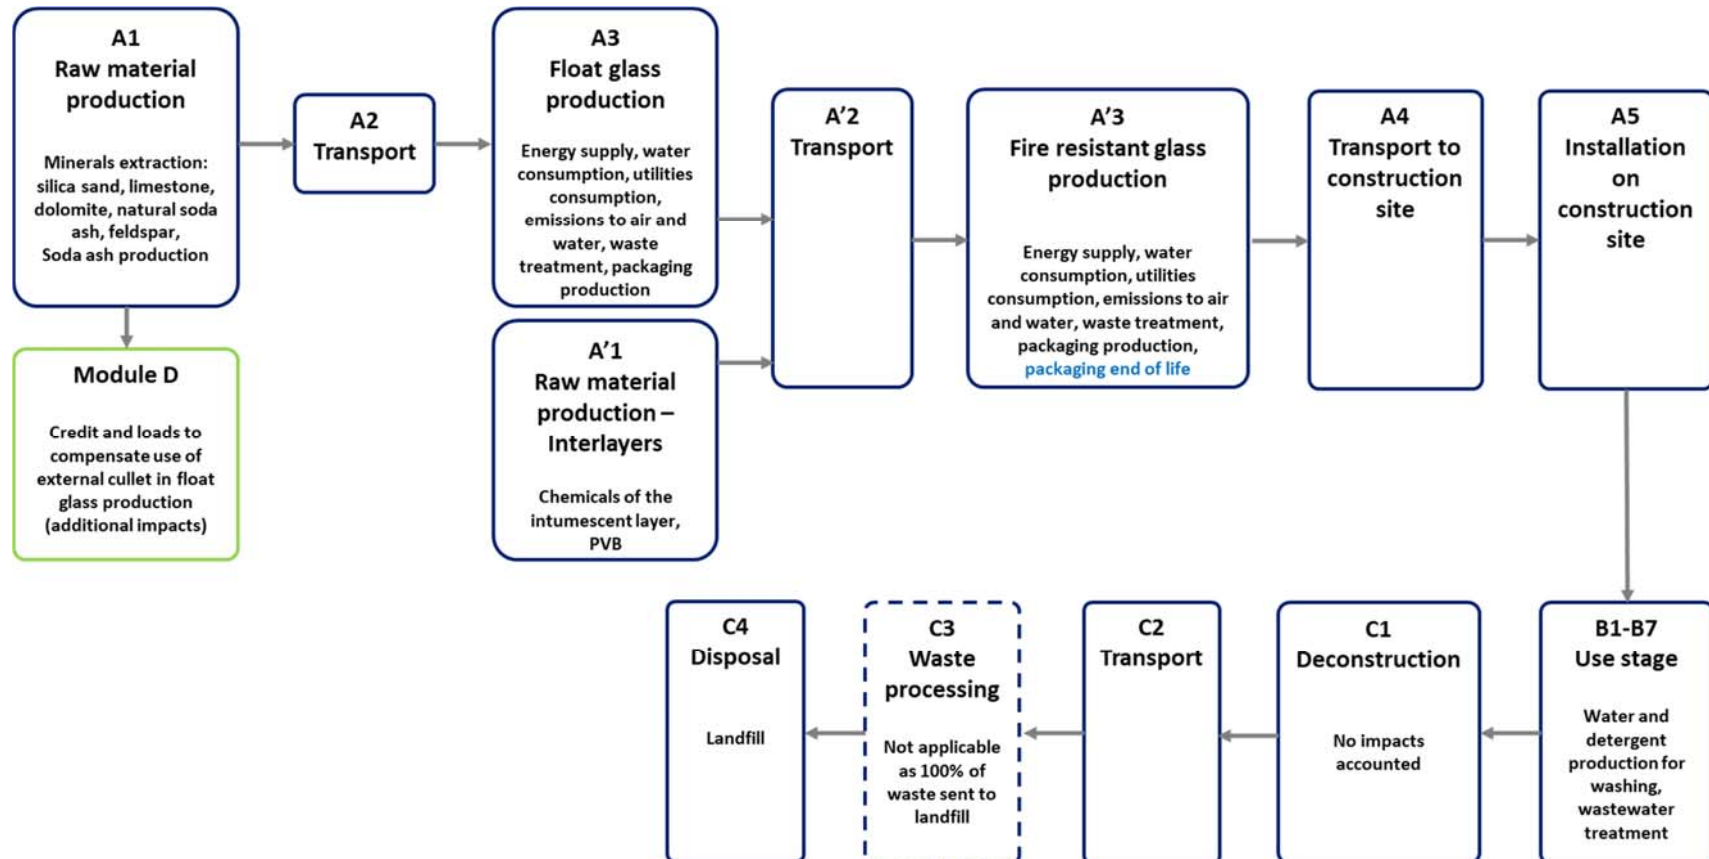 A1
Raw material
production
Minerals extraction:
silica sand, limestone,
dolomite, natural soda
ash, feldspar,
Soda ash production
A2
Transport
A3
Float glass
production
Energy supply, water
consumption, utilities
consumption,
emissions to air and
water, waste
treatment, packaging
production
A'2
Transport
A'3
Fire resistant glass
production
Energy supply, water
consumption, utilities
consumption, emissions to air
and water, waste treatment,
packaging production,
packaging end of life
A4
Transport to
construction
site
A5
Installation
on
construction
site
Module D
Credit and loads to
compensate use of
external cullet in float
glass production
(additional impacts)
A'1
Raw material
production –
Interlayers
Chemicals of the
intumescent layer,
PVB
C4
Disposal
Landfill
C3
Waste
processing
Not applicable
as 100% of
waste sent to
landfill
C2
Transport
C1
Deconstruction
No impacts
accounted
B1-B7
Use stage
Water and
detergent
production for
washing,
wastewater
treatment